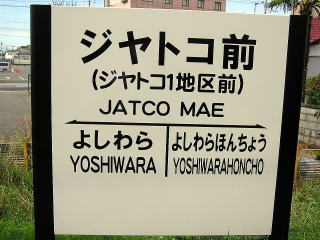 ジヤトコ前
(ジヤトコ1地区前)
JATCO MAE
よしわら よしわらほんちょう
YOSHIWARA YOSHIWARAHONCHO